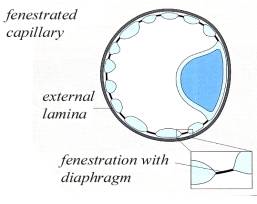 fenestrated
capillary
external
lamina
fenestration with
diaphragm